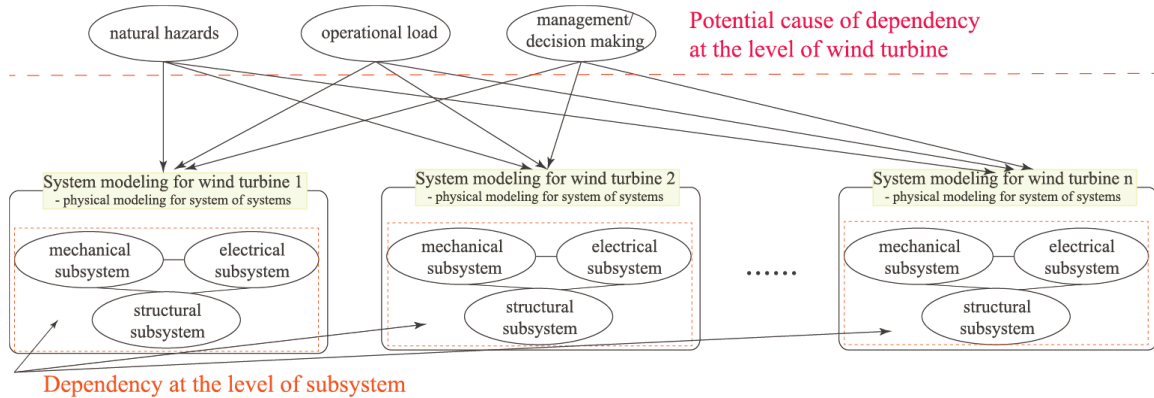 natural hazards
operational load
management/
decision making
Potential cause of dependency
at the level of wind turbine
System modeling for wind turbine 1
- physical modeling for system of systems
System modeling for wind turbine 2
- physical modeling for system of systems
System modeling for wind turbine n
- physical modeling for system of systems
mechanical
subsystem
electrical
subsystem
structural
subsystem
mechanical
subsystem
electrical
subsystem
structural
subsystem
......
mechanical
subsystem
electrical
subsystem
structural
subsystem
Dependency at the level of subsystem